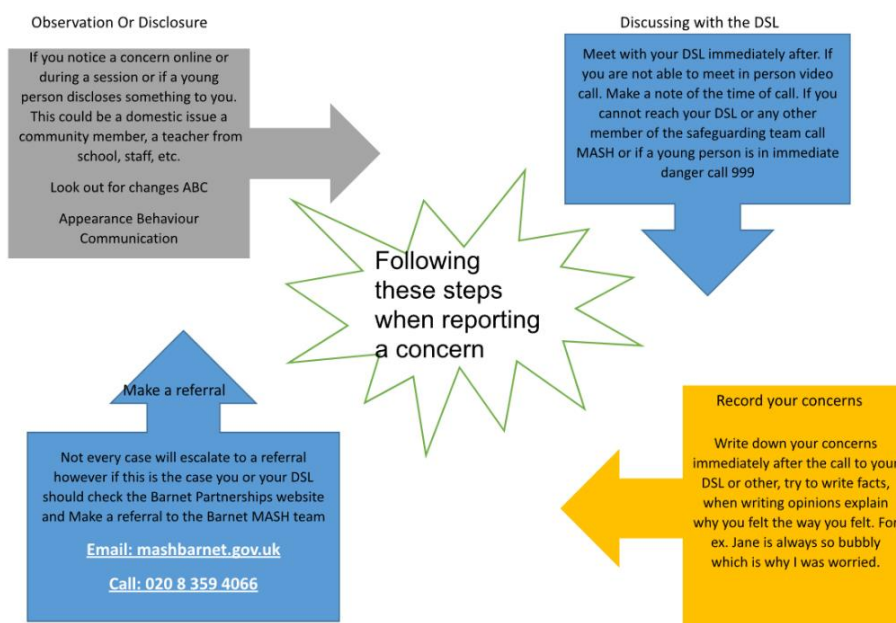 Observation Or Disclosure
If you notice a concern online or
during a session or if a young
person discloses something to you.
This could be a domestic issue a
community member, a teacher from
school, staff, etc.
Look out for changes ABC
Appearance Behaviour
Communication
Discussing with the DSL
Meet with your DSL immediately after. If
you are not able to meet in person video
call. Make a note of the time of call. If you
cannot reach your DSL or any other
member of the safeguarding team call
MASH or if a young person is in immediate
danger call 999
Following
these steps
when reporting
a concern
Record your concerns
Write down your concerns
immediately after the call to your
DSL or other, try to write facts,
when writing opinions explain
why you felt the way you felt. For
ex. Jane is always so bubbly
which is why I was worried.
Make a referral
Not every case will escalate to a referral
however if this is the case you or your DSL
should check the Barnet Partnerships website
and Make a referral to the Barnet MASH team
Email: mashbarnet.gov.uk
Call: 020 8 359 4066